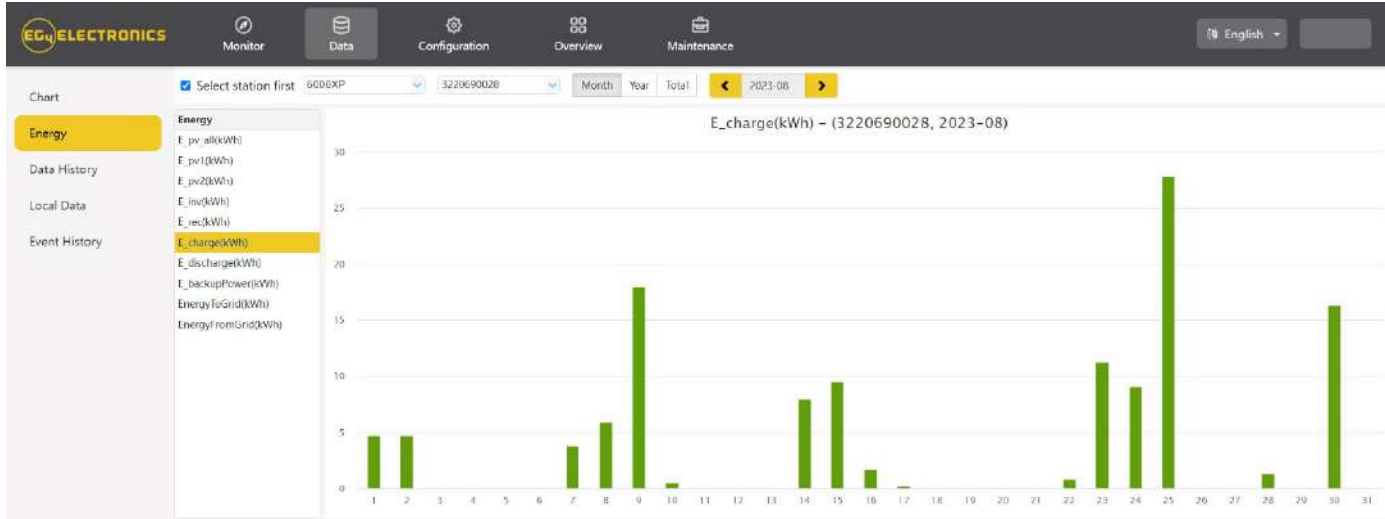 EG4 ELECTRONICS
Monitor
Data
Configuration
Overview
Maintenance
English
Chart
Energy
Data History
Local Data
Event History
Select station first
6000XP
3220690028
Month
Year
Total
2023-08
Energy
E_pv_all(kWh)
E_pv1(kWh)
E_pv2(kWh)
E_inv(kWh)
E_rec(kWh)
E_charge(kWh)
E_discharge(kWh)
E_backupPower(kWh)
EnergyToGrid(kWh)
EnergyFromGrid(kWh)
E_charge(kWh) - (3220690028, 2023-08)
30
25
20
15
10
5
0
1 2 3 4 5 6 7 8 9 10 11 12 13 14 15 16 17 18 19 20 21 22 23 24 25 26 27 28 29 30 31